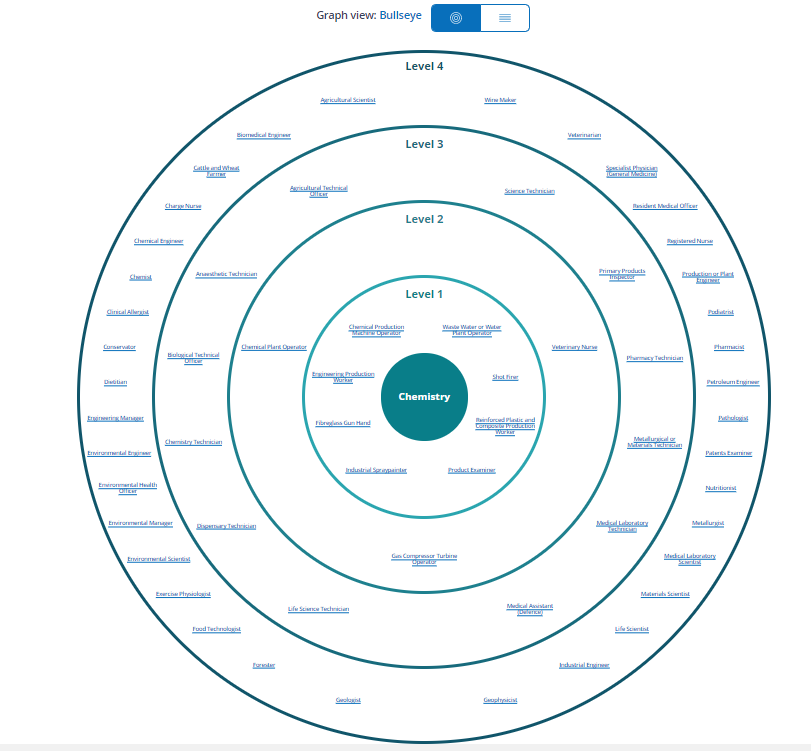 Graph view: Bullseye
Level 4
Agricultural Scientist
Wine Maker
Biomedical Engineer
Veterinarian
Level 3
Cattle and Wheat
Farmer
Specialist Physician
(General Medicine)
Agricultural Technical
Officer
Science Technician
Charge Nurse
Resident Medical Officer
Level 2
Chemical Engineer
Registered Nurse
Anaesthetic Technician
Primary Products
Inspector
Chemist
Production or Plant
Engineer
Level 1
Clinical Allergist
Podiatrist
Chemical Production
Machine Operator
Waste Water or Water
Plant Operator
Conservator
Chemical Plant Operator
Veterinary Nurse
Pharmacist
Biological Technical
Officer
Pharmacy Technician
Engineering Production
Worker
Shot Firer
Dietitian
Petroleum Engineer
Chemistry
Engineering Manager
Fibreglass Gun Hand
Reinforced Plastic and
Composite Production
Worker
Pathologist
Chemistry Technician
Metallurgical or
Materials Technician
Environmental Engineer
Patents Examiner
Industrial Spraypainter
Product Examiner
Environmental Health
Officer
Nutritionist
Environmental Manager
Dispensary Technician
Medical Laboratory
Technician
Metallurgist
Environmental Scientist
Gas Compressor Turbine
Operator
Medical Laboratory
Scientist
Exercise Physiologist
Materials Scientist
Life Science Technician
Medical Assistant
(Defence)
Food Technologist
Life Scientist
Forester
Industrial Engineer
Geologist
Geophysicist